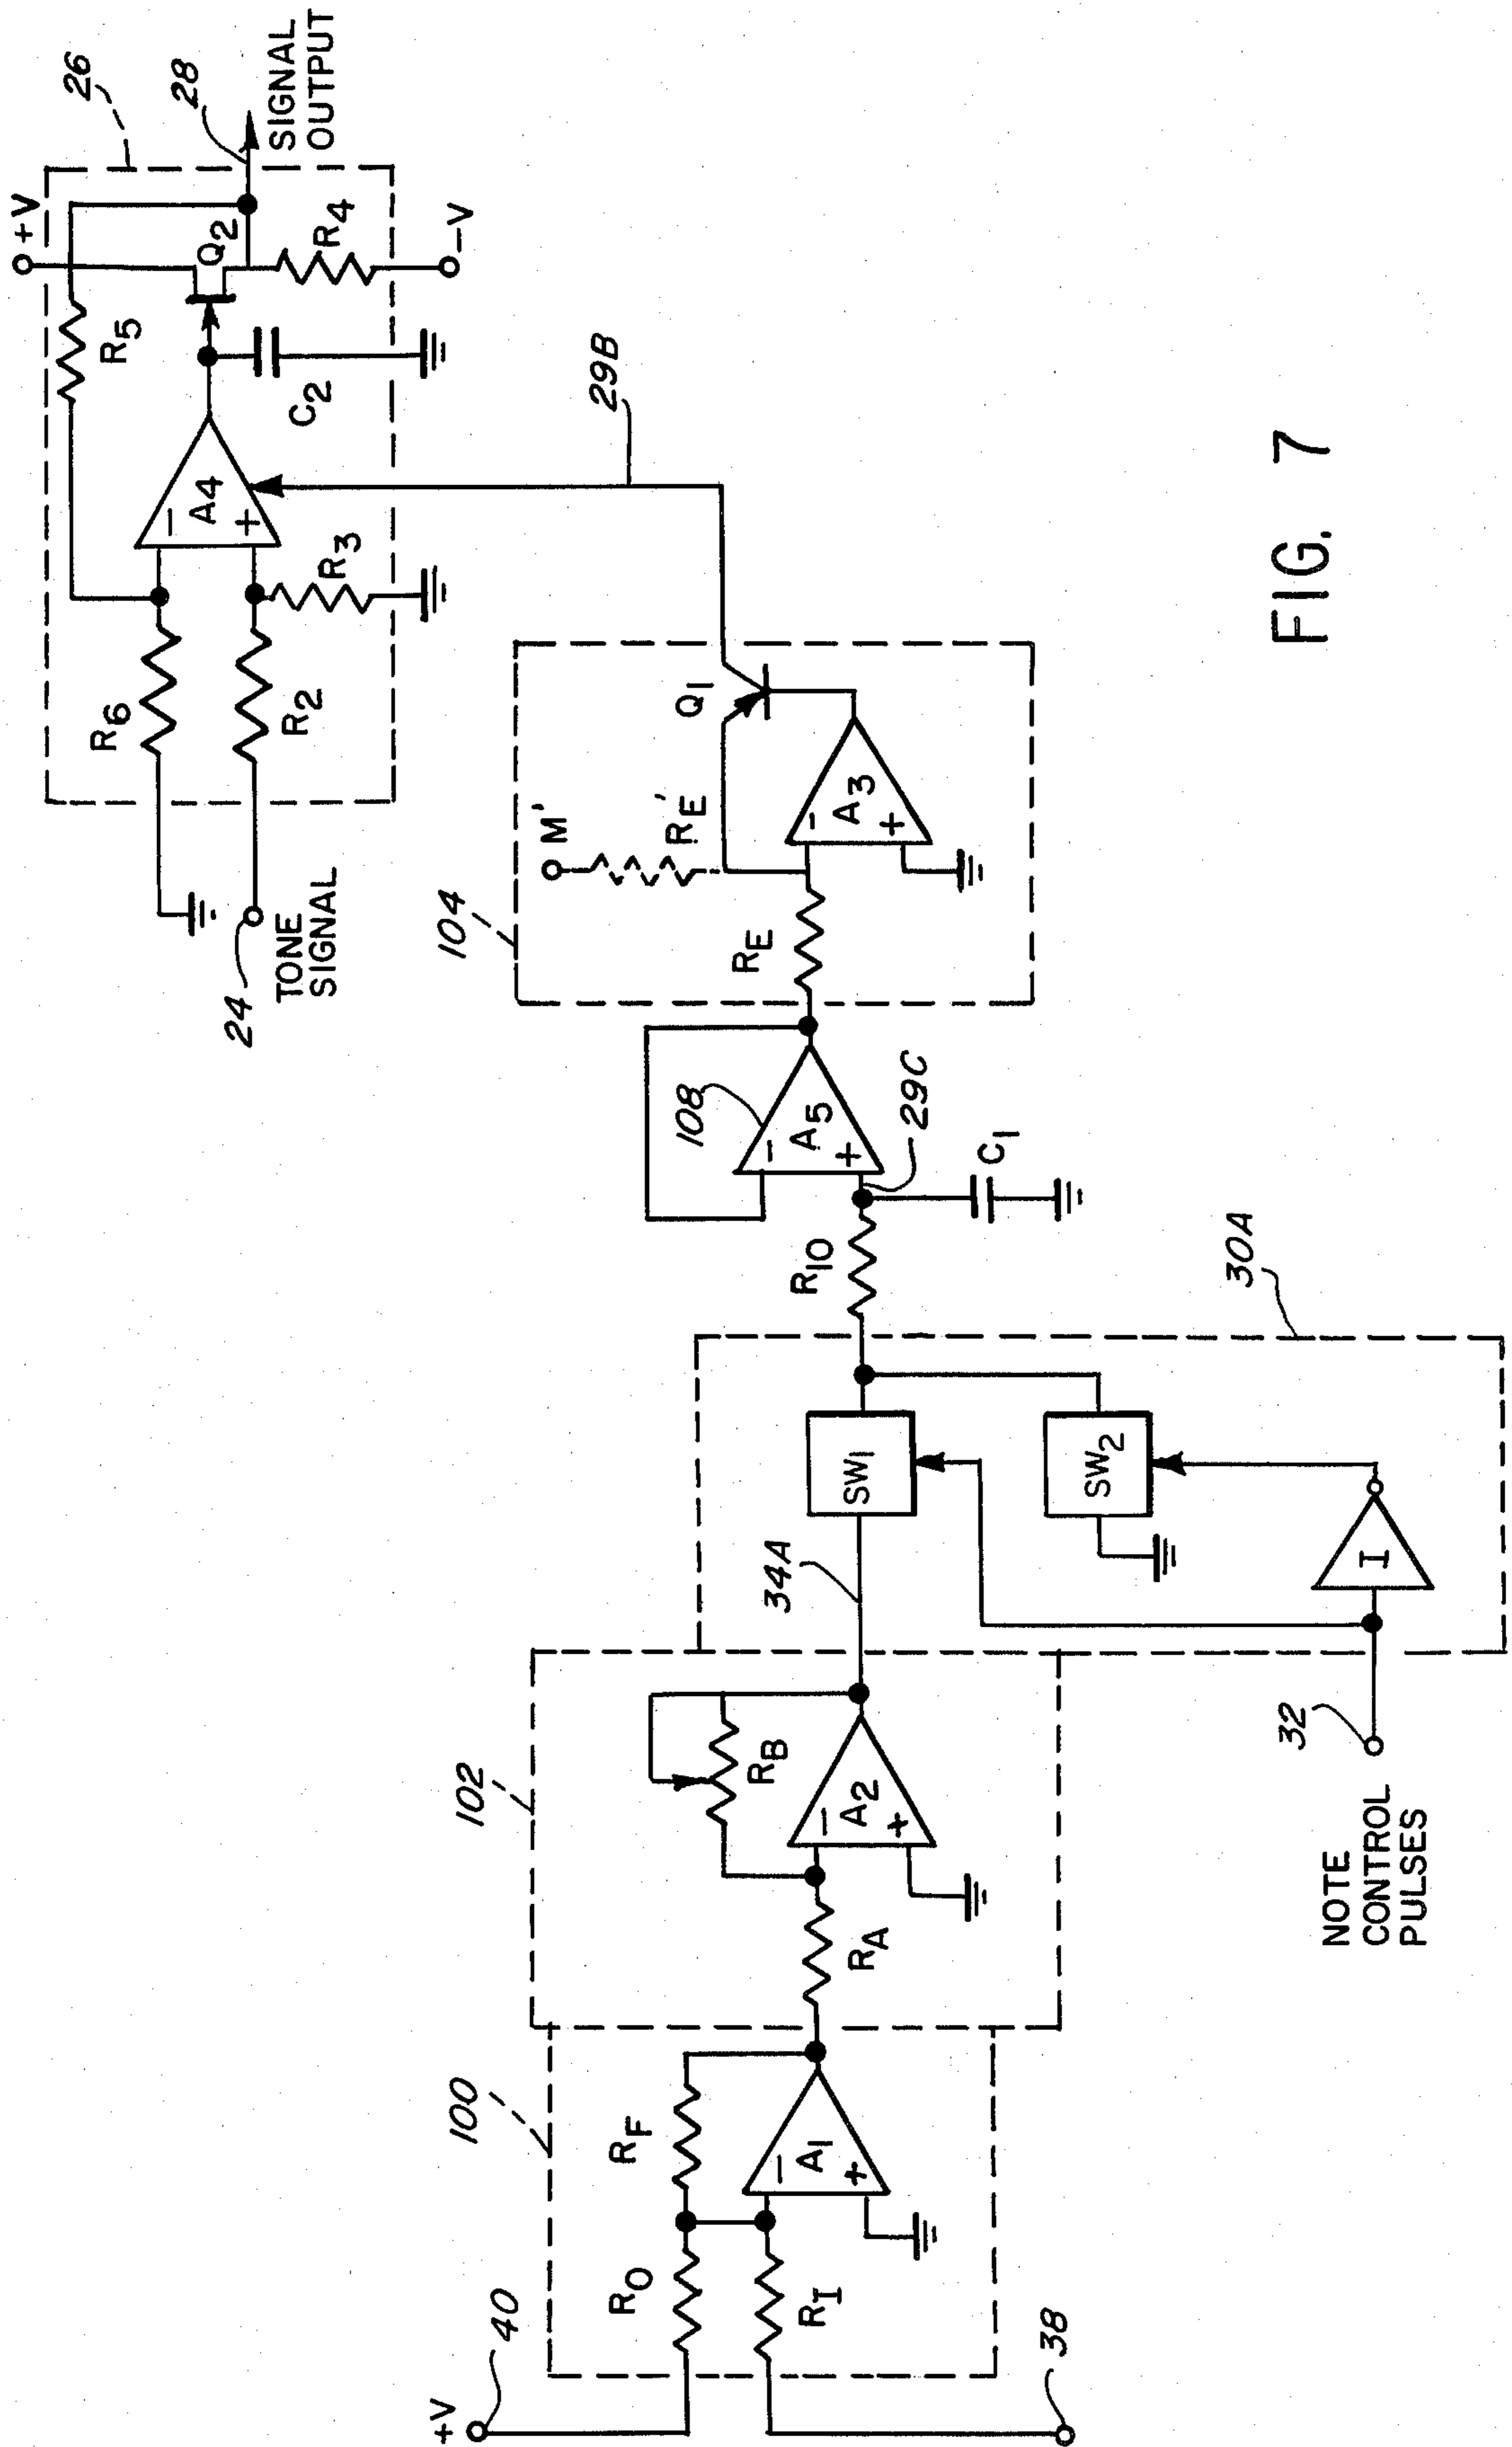 +V
40
38
100
R0
RI
RF
A1
−
+
102
RA
RB
A2
−
+
34A
30A
SW1
SW2
I
32
NOTE
CONTROL
PULSES
R10
29C
C1
108
A5
−
+
104
RE
M'
RE'
A3
−
+
Q1
29B
24
TONE
SIGNAL
R6
R2
R3
A4
−
+
C2
R5
26
+V
Q2
R4
−V
28
SIGNAL
OUTPUT
FIG. 7